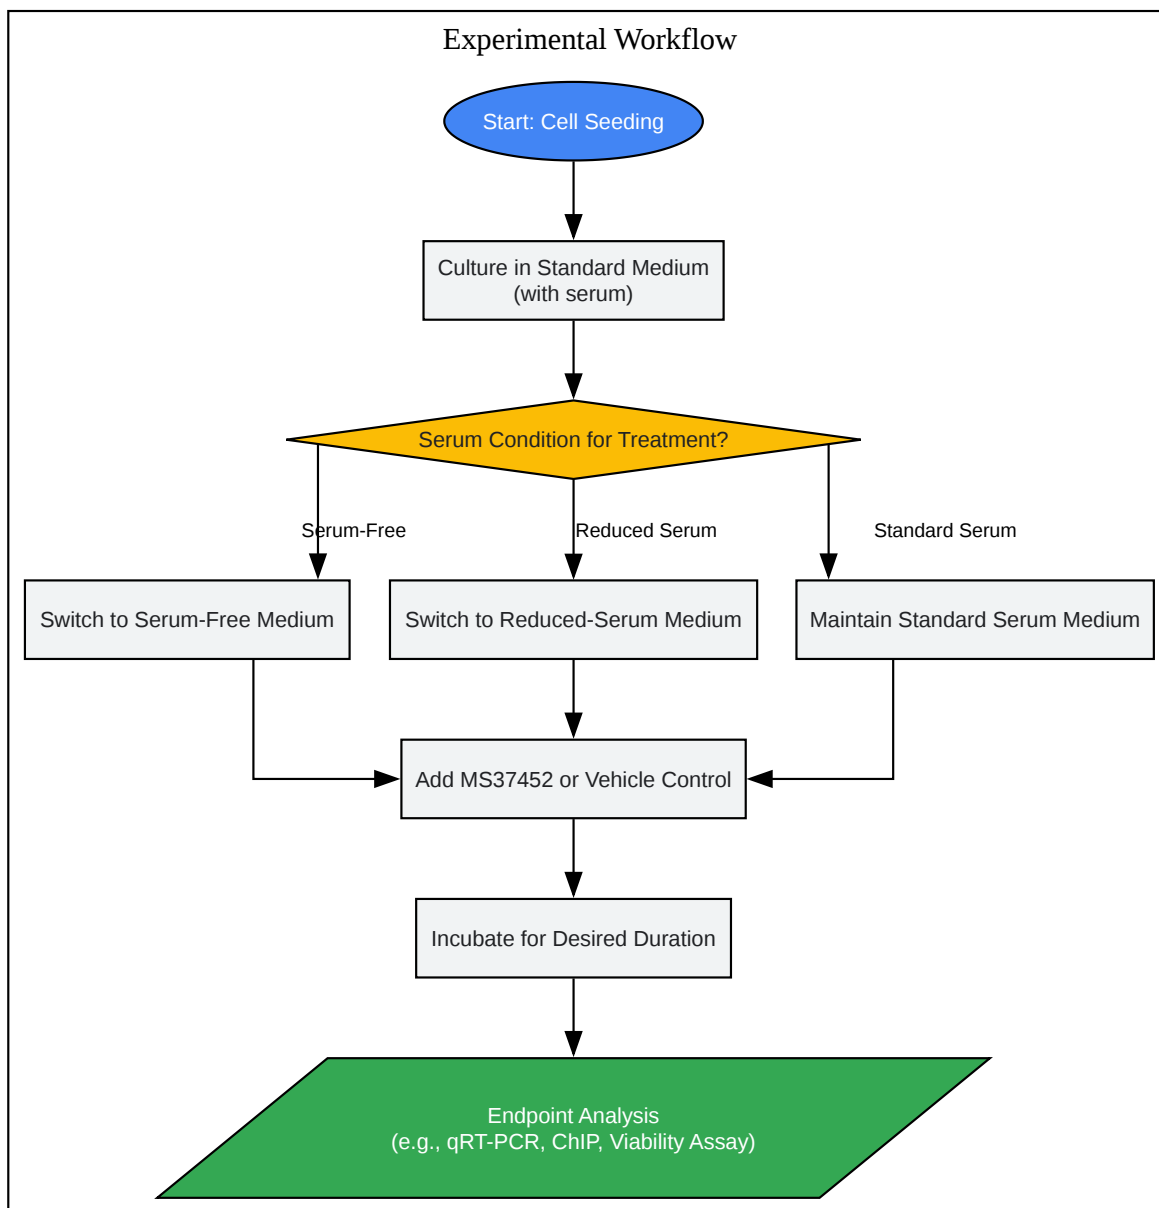 Experimental Workflow
Start: Cell Seeding
Culture in Standard Medium
(with serum)
Serum Condition for Treatment?
Serum-Free
Reduced Serum
Standard Serum
Switch to Serum-Free Medium
Switch to Reduced-Serum Medium
Maintain Standard Serum Medium
Add MS37452 or Vehicle Control
Incubate for Desired Duration
Endpoint Analysis
(e.g., qRT-PCR, ChIP, Viability Assay)